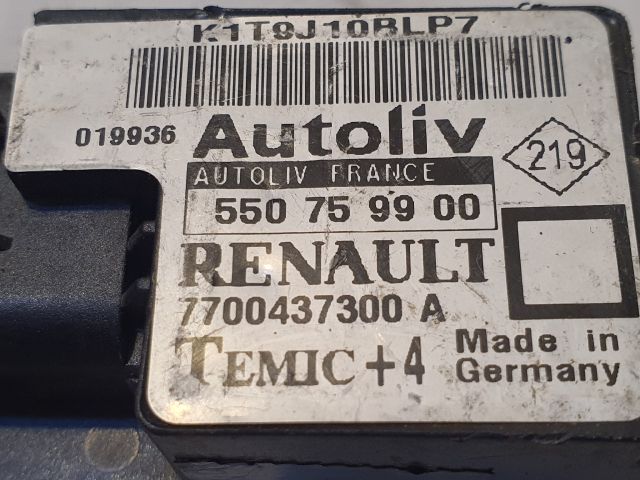 K1T9J10BLP7
019936
Autoliv
219
AUTOLIV FRANCE
550 75 99 00
RENAULT
7700437300 A
TEMIC +4
Made in
Germany